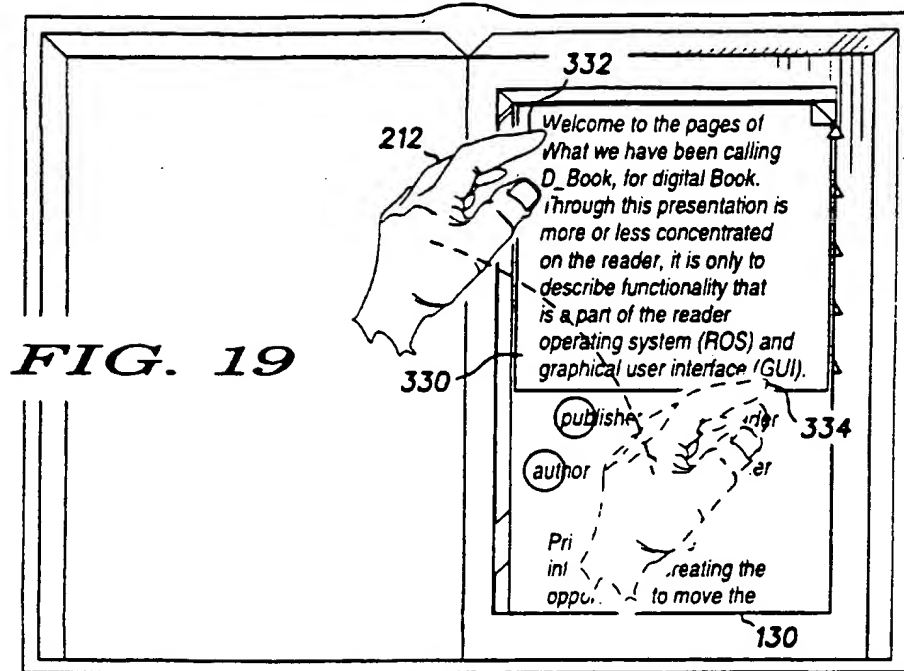 332
212
Welcome to the pages of
What we have been calling
D_Book, for digital Book.
Through this presentation is
more or less concentrated
on the reader, it is only to
describe functionality that
is a part of the reader
operating system (ROS) and
graphical user interface (GUI).
FIG. 19
330
334
publishe
author
Pri
int reating the
oppo to move the
130